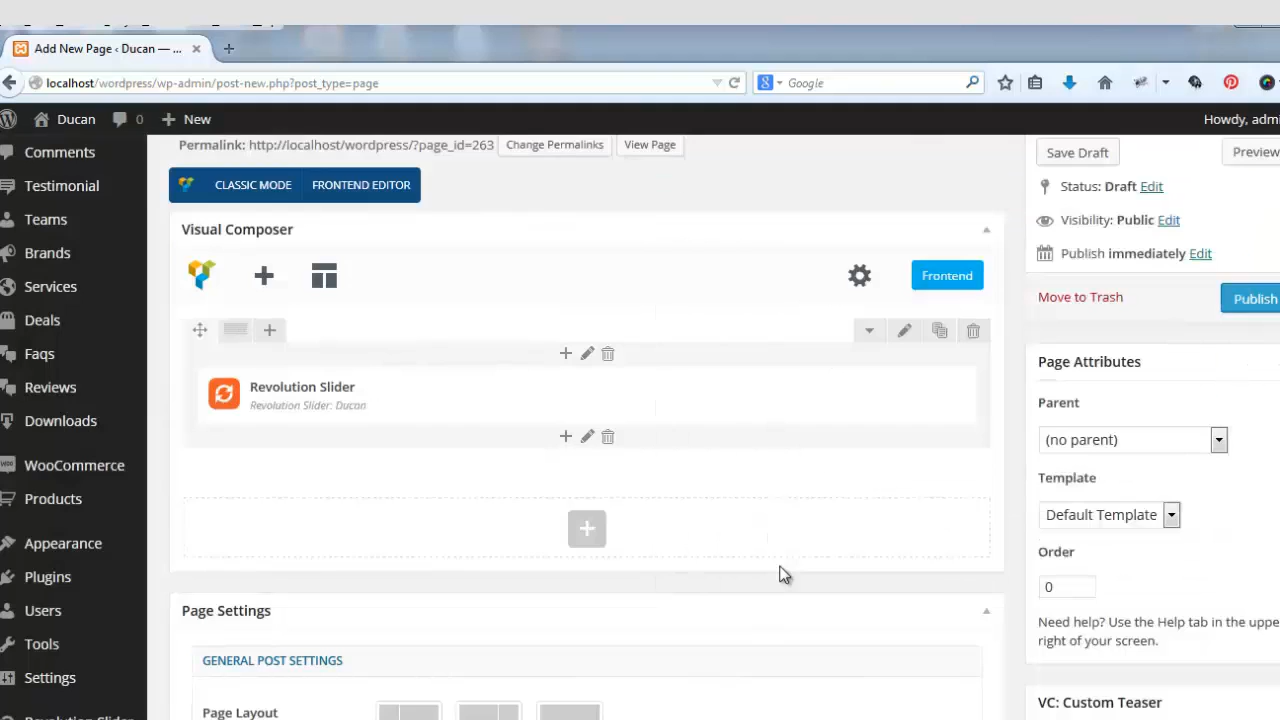 Add New Page ‹ Ducan — ...
localhost/wordpress/wp-admin/post-new.php?post_type=page
Google
Ducan
0
New
Howdy, admi
Comments
Testimonial
Teams
Brands
Services
Deals
Faqs
Reviews
Downloads
WooCommerce
Products
Appearance
Plugins
Users
Tools
Settings
Revolution Slider
Permalink: http://localhost/wordpress/?page_id=263 Change Permalinks View Page
CLASSIC MODE FRONTEND EDITOR
Visual Composer
Frontend
Revolution Slider
Revolution Slider: Ducan
Page Settings
GENERAL POST SETTINGS
Page Layout
Save Draft Preview
Status: Draft Edit
Visibility: Public Edit
Publish immediately Edit
Move to Trash Publish
Page Attributes
Parent
(no parent)
Template
Default Template
Order
0
Need help? Use the Help tab in the upper
right of your screen.
VC: Custom Teaser